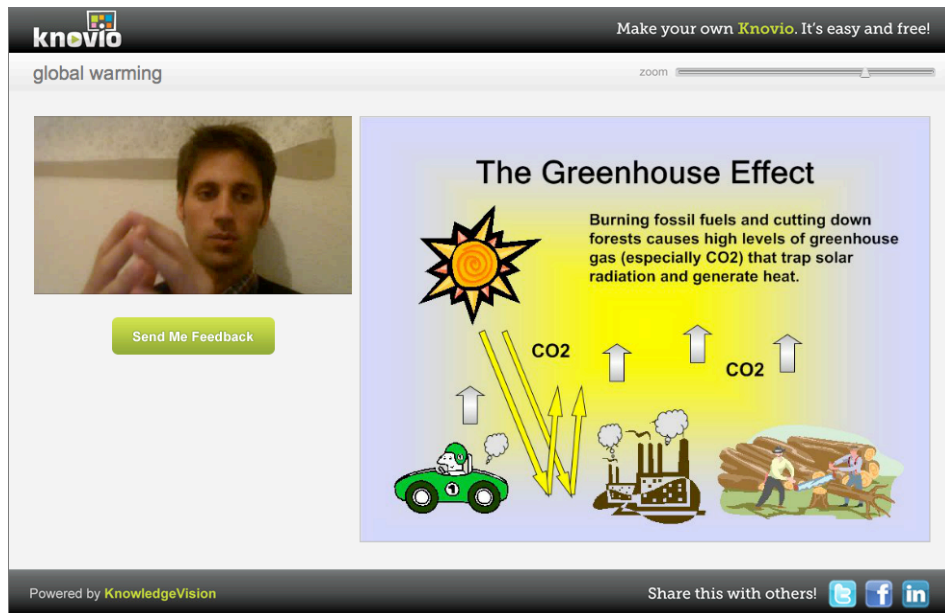 knovio
Make your own Knovio. It's easy and free!
global warming
zoom
The Greenhouse Effect
Burning fossil fuels and cutting down
forests causes high levels of greenhouse
gas (especially CO2) that trap solar
radiation and generate heat.
Send Me Feedback
CO2
CO2
1
Powered by KnowledgeVision
Share this with others!